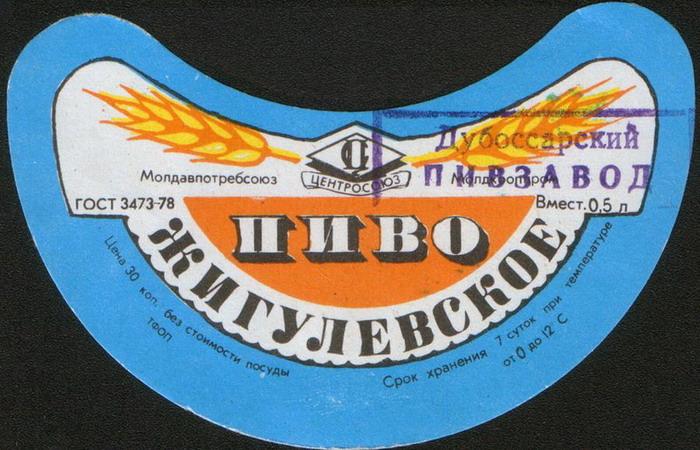 Дубоссарский
ПИВЗАВОД
ЦЕНТРОСОЮЗ
Молдавпотребсоюз
Молдкооппром
ГОСТ 3473-78
Вмест. 0,5 л
ПИВО
ЖИГУЛЕВСКОЕ
Цена 30 коп. без стоимости посуды
ТФОП
Срок хранения 7 суток при температуре
от 0 до 12°С